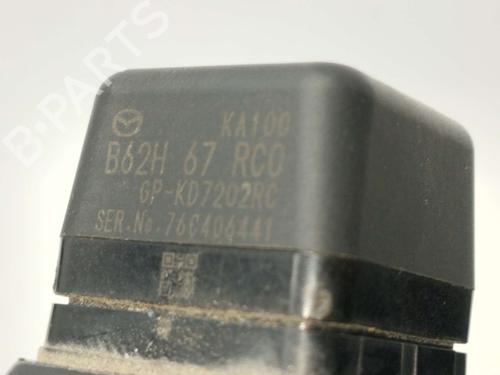 B-PARTS
KA100
B62H 67 RC0
GP-KD7202RC
SER.No.76C406441